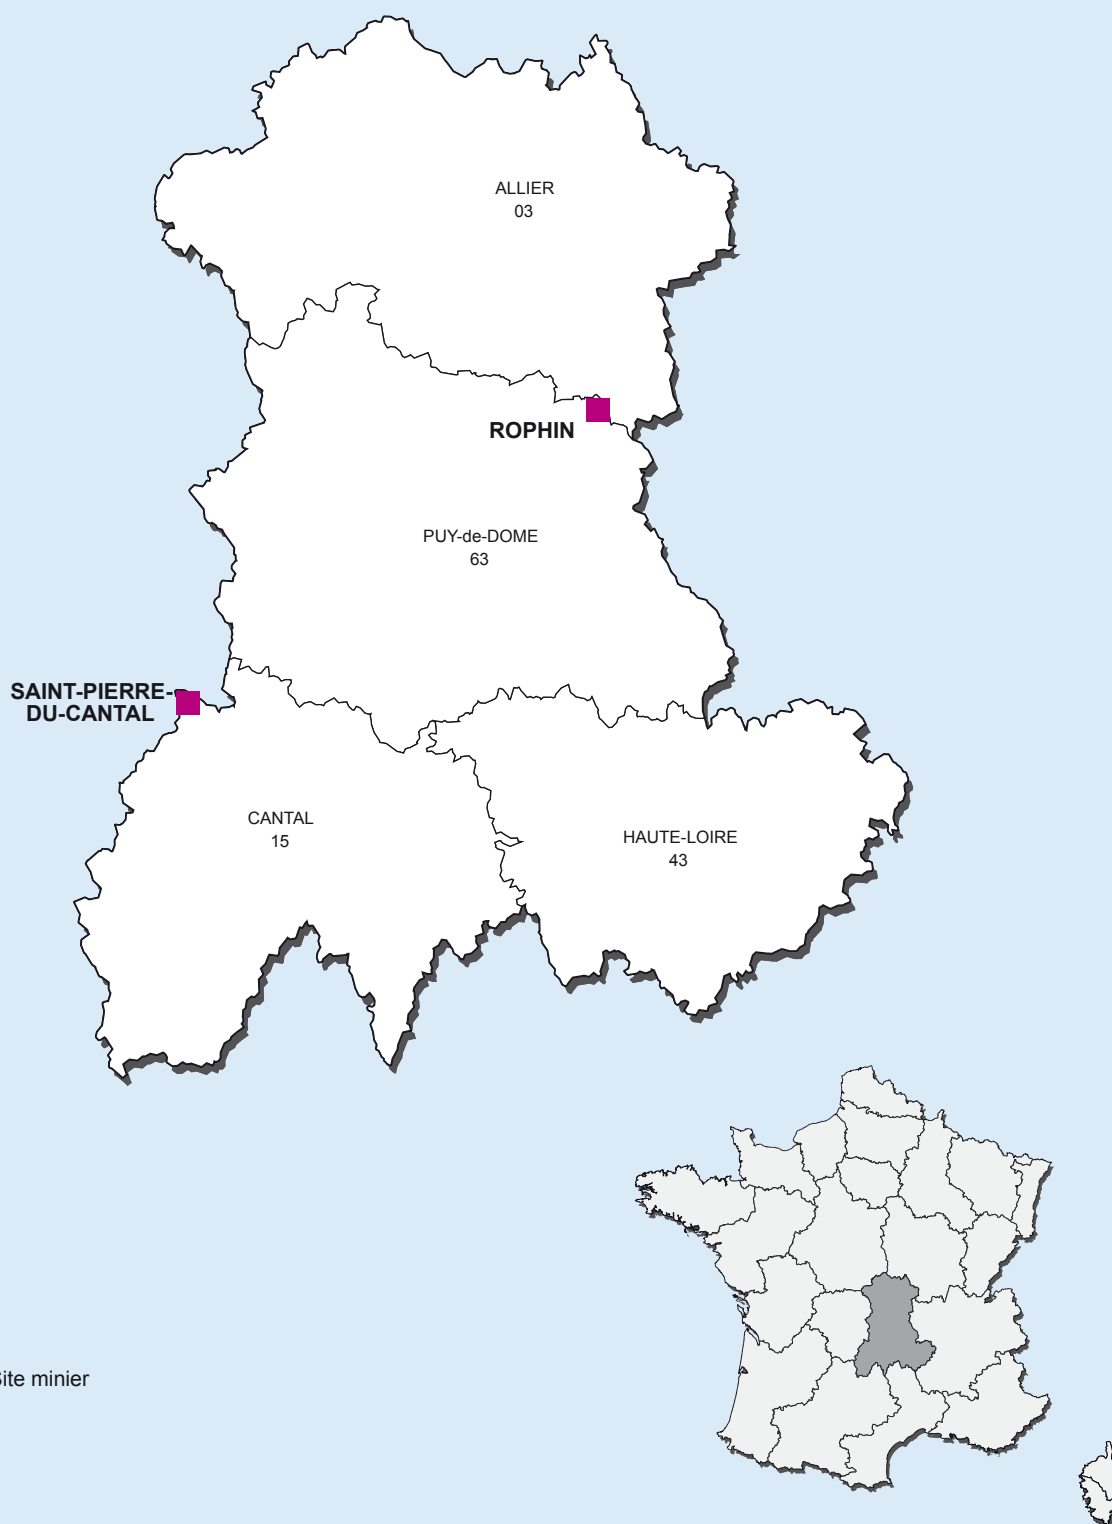 ALLIER
03
ROPHIN
PUY-de-DOME
63
SAINT-PIERRE-
DU-CANTAL
CANTAL
15
HAUTE-LOIRE
43
Site minier